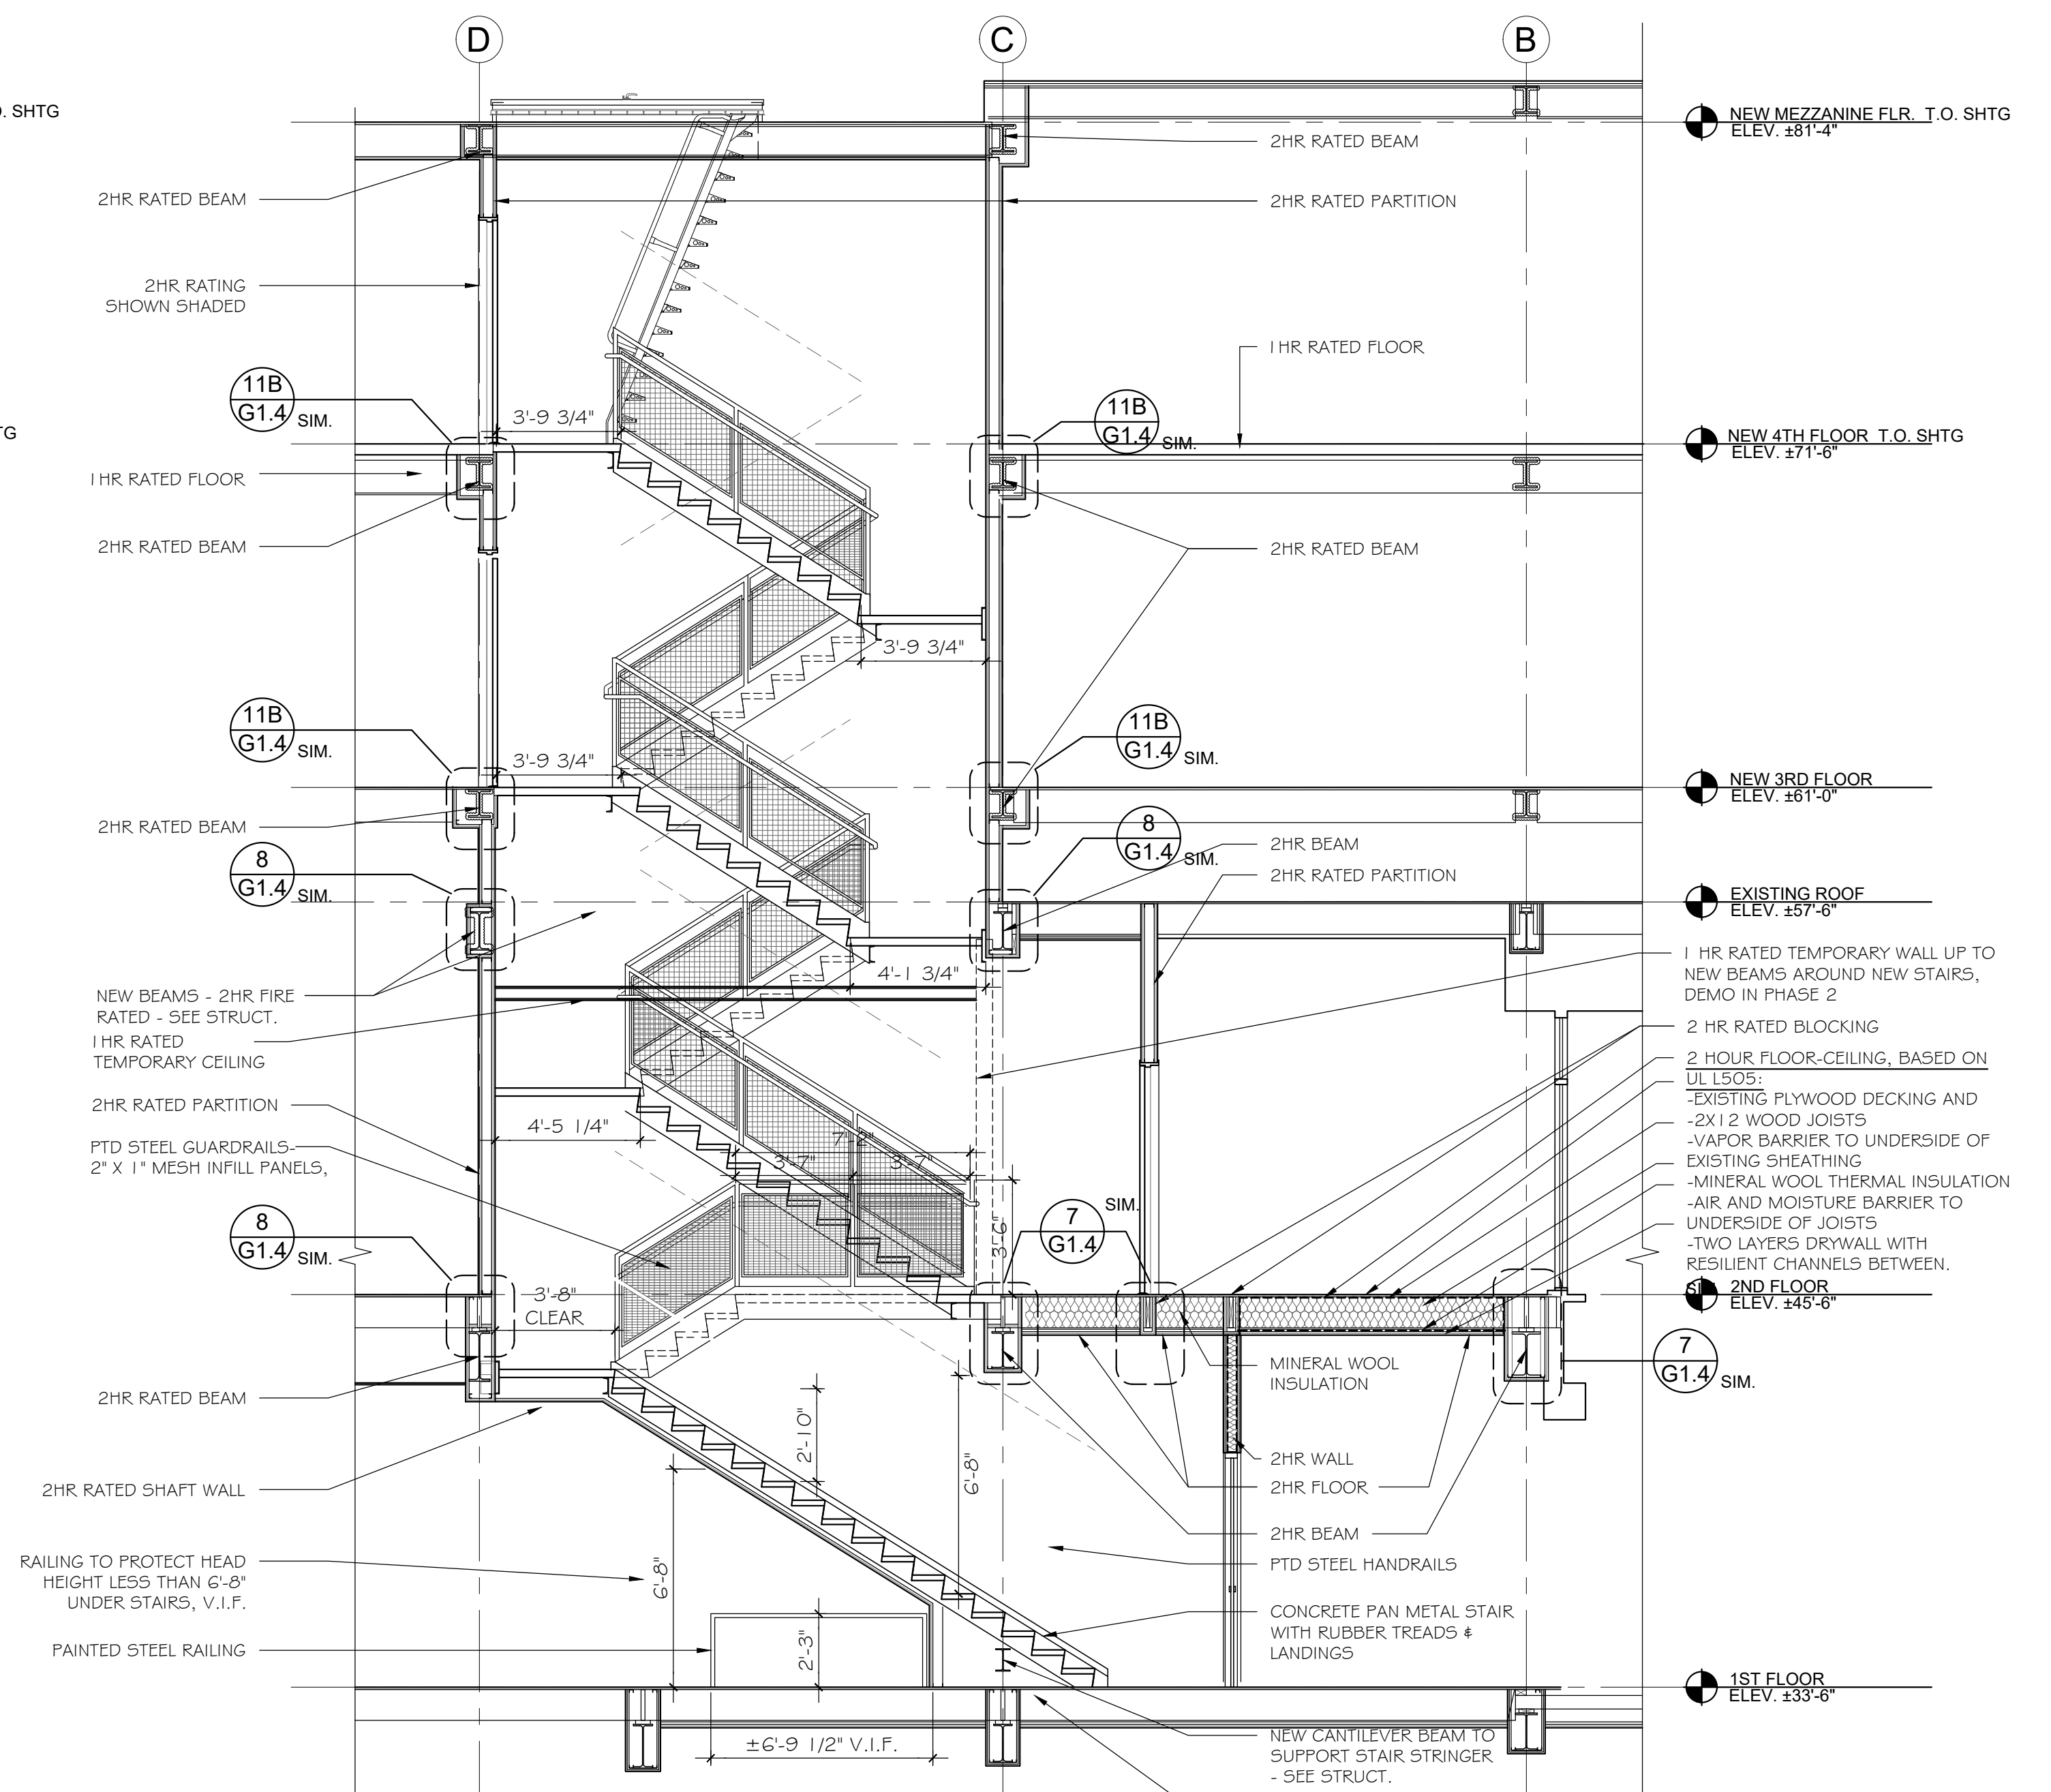 D
C
B
O. SHTG
TG
NEW MEZZANINE FLR. T.O. SHTG
ELEV. ±81'-4"
2HR RATED BEAM
2HR RATED BEAM
2HR RATED PARTITION
2HR RATING
SHOWN SHADED
1 HR RATED FLOOR
11B
G1.4
SIM.
3'-9 3/4"
11B
G1.4
SIM.
NEW 4TH FLOOR T.O. SHTG
ELEV. ±71'-6"
1 HR RATED FLOOR
2HR RATED BEAM
2HR RATED BEAM
3'-9 3/4"
11B
G1.4
SIM.
3'-9 3/4"
11B
G1.4
SIM.
NEW 3RD FLOOR
ELEV. ±61'-0"
2HR RATED BEAM
8
G1.4
SIM.
8
G1.4
SIM.
2HR BEAM
2HR RATED PARTITION
EXISTING ROOF
ELEV. ±57'-6"
4'-1 3/4"
NEW BEAMS - 2HR FIRE
RATED - SEE STRUCT.
1 HR RATED
TEMPORARY CEILING
1 HR RATED TEMPORARY WALL UP TO
NEW BEAMS AROUND NEW STAIRS,
DEMO IN PHASE 2
2 HR RATED BLOCKING
2 HOUR FLOOR-CEILING, BASED ON
UL L505:
-EXISTING PLYWOOD DECKING AND
-2X12 WOOD JOISTS
-VAPOR BARRIER TO UNDERSIDE OF
EXISTING SHEATHING
-MINERAL WOOL THERMAL INSULATION
-AIR AND MOISTURE BARRIER TO
UNDERSIDE OF JOISTS
-TWO LAYERS DRYWALL WITH
RESILIENT CHANNELS BETWEEN.
2HR RATED PARTITION
4'-5 1/4"
7'-2"
3'-7"
3'-7"
PTD STEEL GUARDRAILS-
2" X 1" MESH INFILL PANELS,
8
G1.4
SIM.
3'-6"
7
G1.4
SIM.
3'-8"
CLEAR
SIM.
2ND FLOOR
ELEV. ±45'-6"
7
G1.4
SIM.
MINERAL WOOL
INSULATION
2HR RATED BEAM
2'-10"
6'-8"
2HR WALL
2HR RATED SHAFT WALL
2HR FLOOR
2HR BEAM
RAILING TO PROTECT HEAD
HEIGHT LESS THAN 6'-8"
UNDER STAIRS, V.I.F.
6'-8"
PTD STEEL HANDRAILS
CONCRETE PAN METAL STAIR
WITH RUBBER TREADS &
LANDINGS
PAINTED STEEL RAILING
2'-3"
1ST FLOOR
ELEV. ±33'-6"
±6'-9 1/2" V.I.F.
NEW CANTILEVER BEAM TO
SUPPORT STAIR STRINGER
- SEE STRUCT.